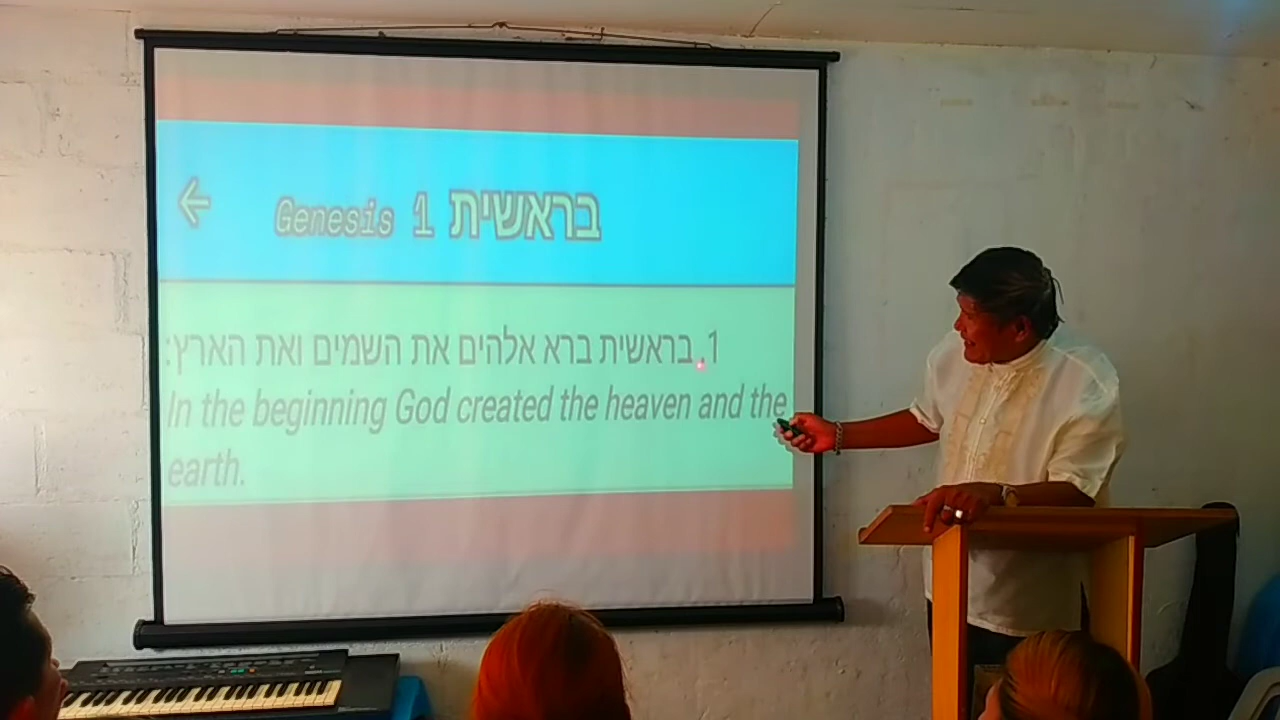 Genesis 1 בראשית
1. בראשית ברא אלהים את השמים ואת הארץ:
In the beginning God created the heaven and the
earth.